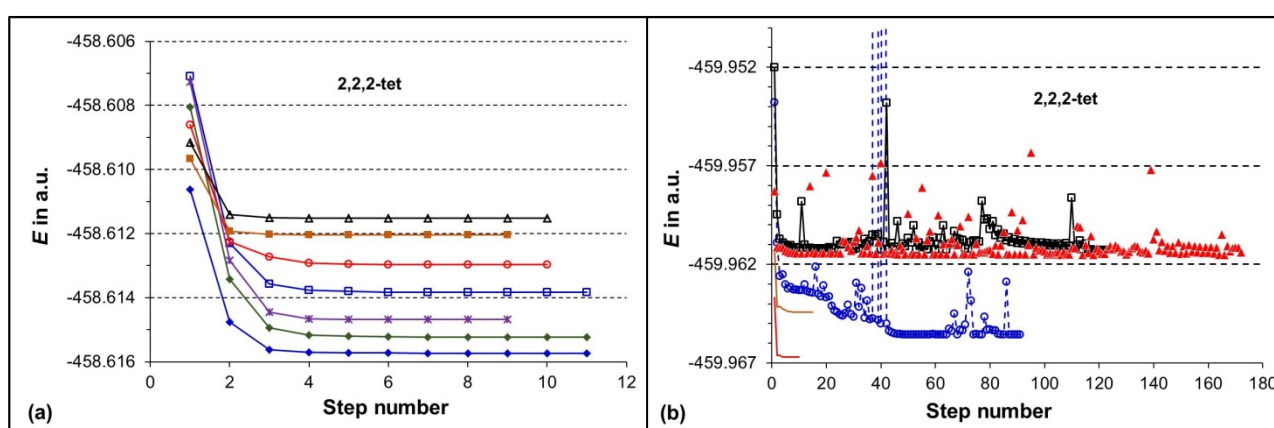 -458.606
-458.608
-458.610
-458.612
-458.614
-458.616
E in a.u.
2,2,2-tet
0 2 4 6 8 10 12
Step number
(a)
-459.952
-459.957
-459.962
-459.967
E in a.u.
2,2,2-tet
0 20 40 60 80 100 120 140 160 180
Step number
(b)